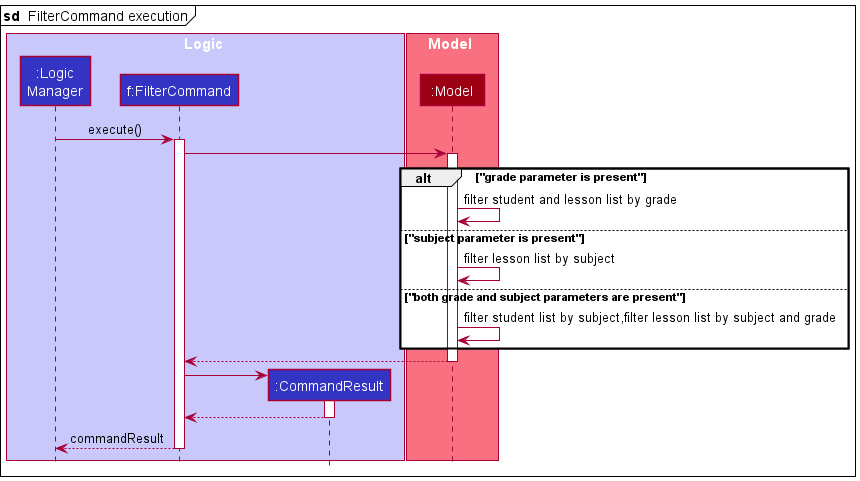 sd FilterCommand execution
Logic
Model
:Logic
Manager
f:FilterCommand
:Model
execute()
alt
["grade parameter is present"]
filter student and lesson list by grade
["subject parameter is present"]
filter lesson list by subject
["both grade and subject parameters are present"]
filter student list by subject,filter lesson list by subject and grade
:CommandResult
commandResult